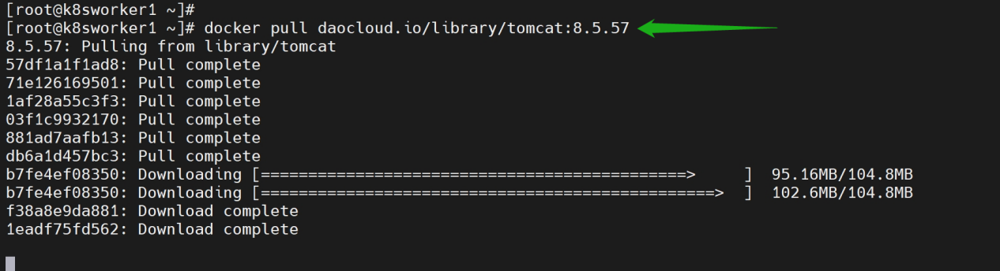 [root@k8sworker1 ~]#
[root@k8sworker1 ~]# docker pull daocloud.io/library/tomcat:8.5.57
8.5.57: Pulling from library/tomcat
57df1a1f1ad8: Pull complete
71e126169501: Pull complete
1af28a55c3f3: Pull complete
03f1c9932170: Pull complete
881ad7aafb13: Pull complete
db6a1d457bc3: Pull complete
b7fe4ef08350: Downloading [=============================================>     ]  95.16MB/104.8MB
b7fe4ef08350: Downloading [================================================>  ]  102.6MB/104.8MB
f38a8e9da881: Download complete
1eadf75fd562: Download complete